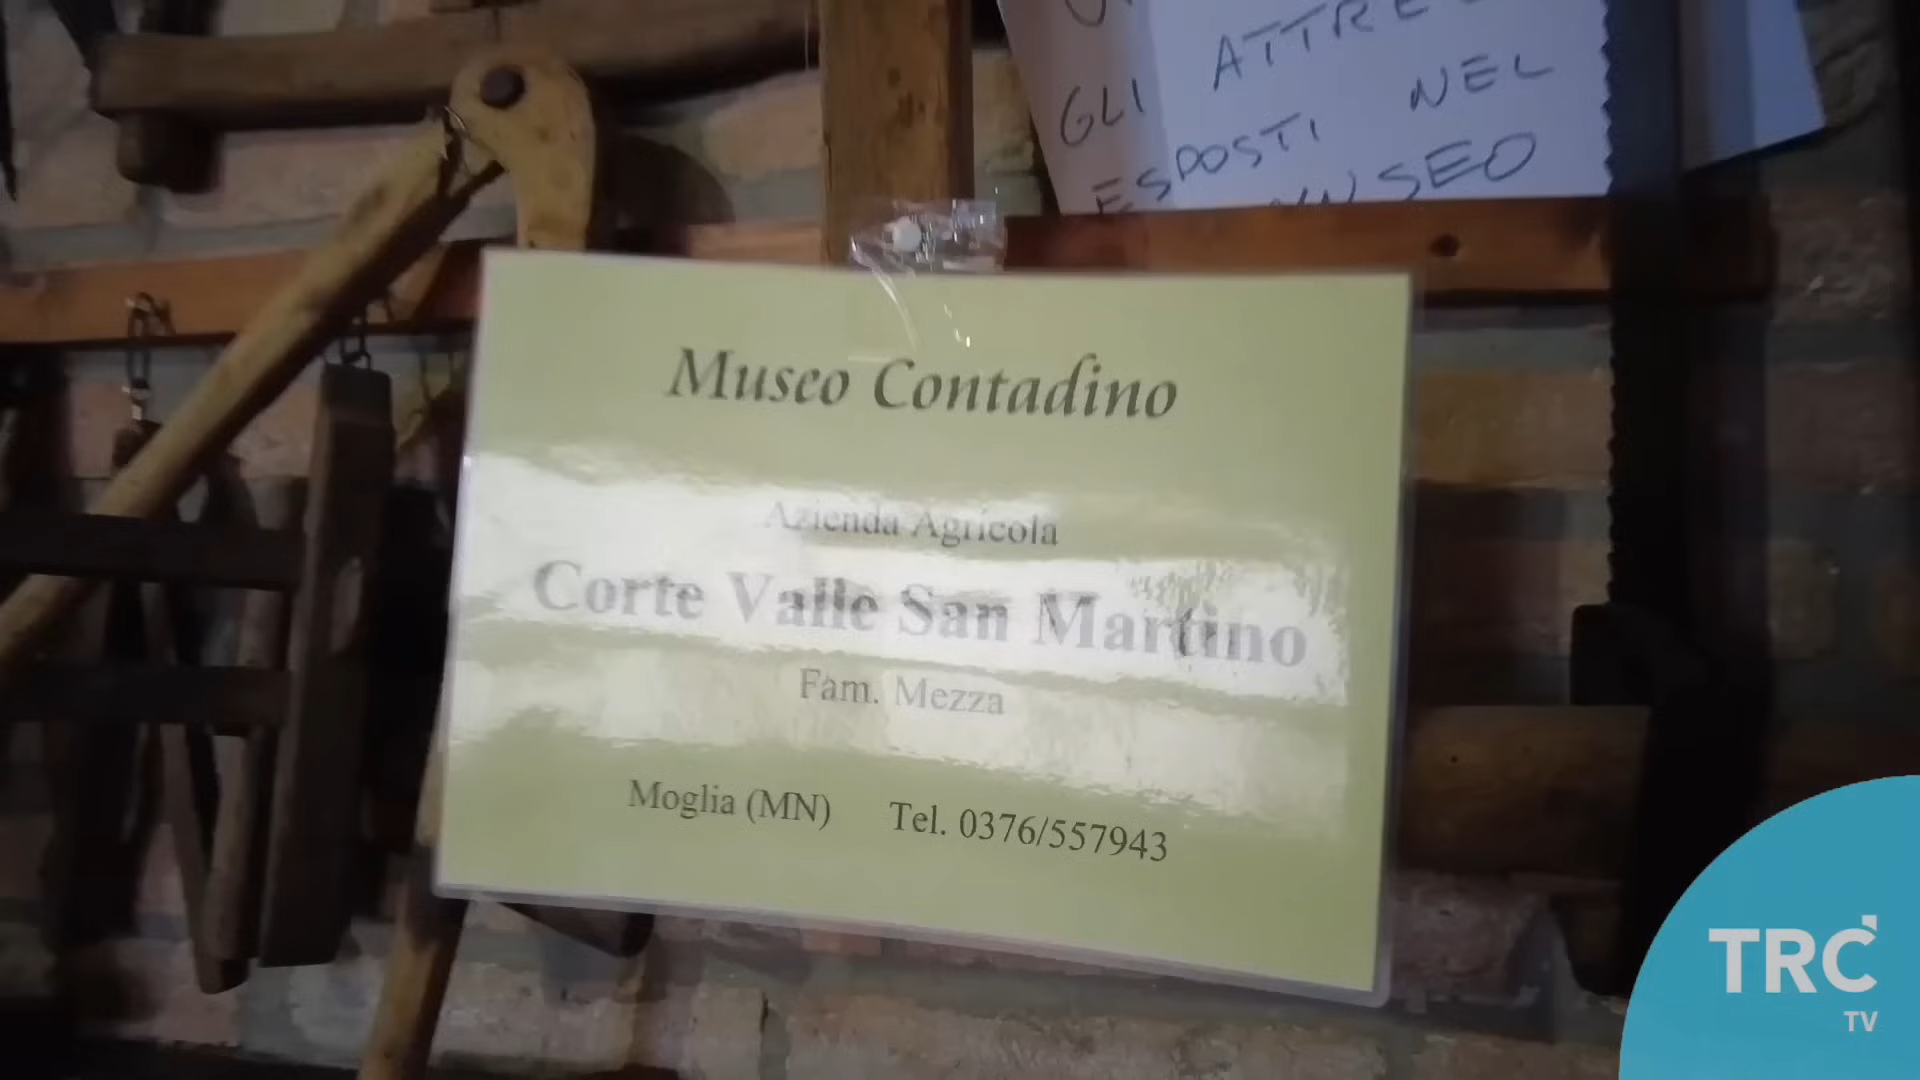 GLI ATTRE
ESPOSTI NEL
MUSEO
Museo Contadino
Azienda Agricola
Corte Valle San Martino
Fam. Mezza
Moglia (MN) Tel. 0376/557943
TRC
TV